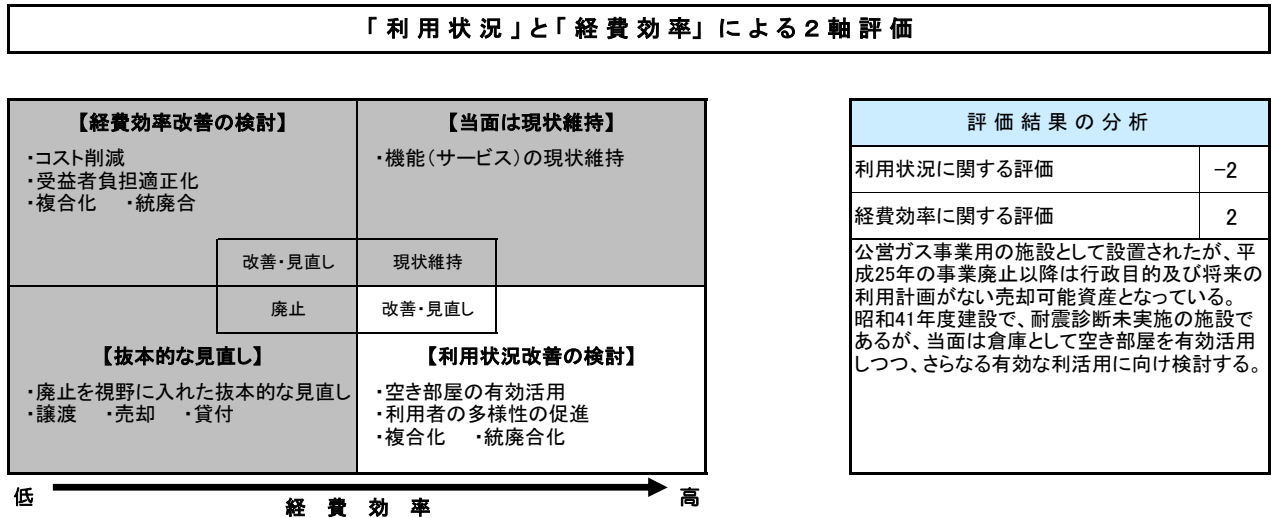 「利用状況」と「経費効率」による２軸評価
【経費効率改善の検討】
・コスト削減
・受益者負担適正化
・複合化　・統廃合
【当面は現状維持】
・機能（サービス）の現状維持
改善・見直し
現状維持
廃止
改善・見直し
【抜本的な見直し】
・廃止を視野に入れた抜本的な見直し
・譲渡　・売却　・貸付
【利用状況改善の検討】
・空き部屋の有効活用
・利用者の多様性の促進
・複合化　・統廃合化
低
経費効率
高
評価結果の分析
利用状況に関する評価 −2
経費効率に関する評価 2
公営ガス事業用の施設として設置されたが、平
成25年の事業廃止以降は行政目的及び将来の
利用計画がない売却可能資産となっている。
昭和41年度建設で、耐震診断未実施の施設で
あるが、当面は倉庫として空き部屋を有効活用
しつつ、さらなる有効な利活用に向け検討する。